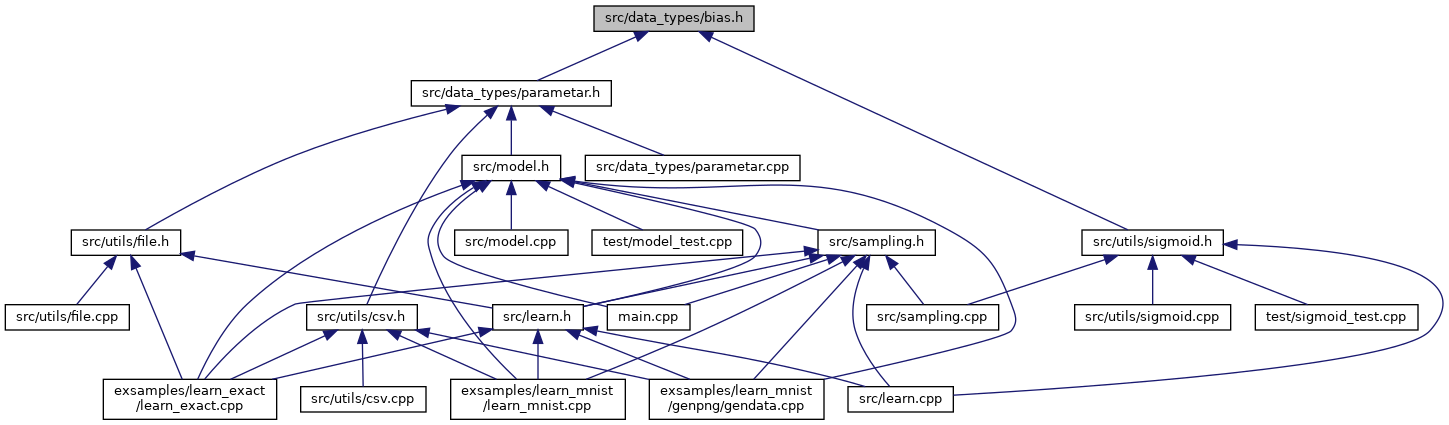 src/data_types/bias.h
src/data_types/parametar.h
src/model.h
src/data_types/parametar.cpp
src/utils/file.h
src/model.cpp
test/model_test.cpp
src/sampling.h
src/utils/sigmoid.h
src/utils/file.cpp
src/utils/csv.h
src/learn.h
main.cpp
src/sampling.cpp
src/utils/sigmoid.cpp
test/sigmoid_test.cpp
exsamples/learn_exact
/learn_exact.cpp
src/utils/csv.cpp
exsamples/learn_mnist
/learn_mnist.cpp
exsamples/learn_mnist
/genpng/gendata.cpp
src/learn.cpp